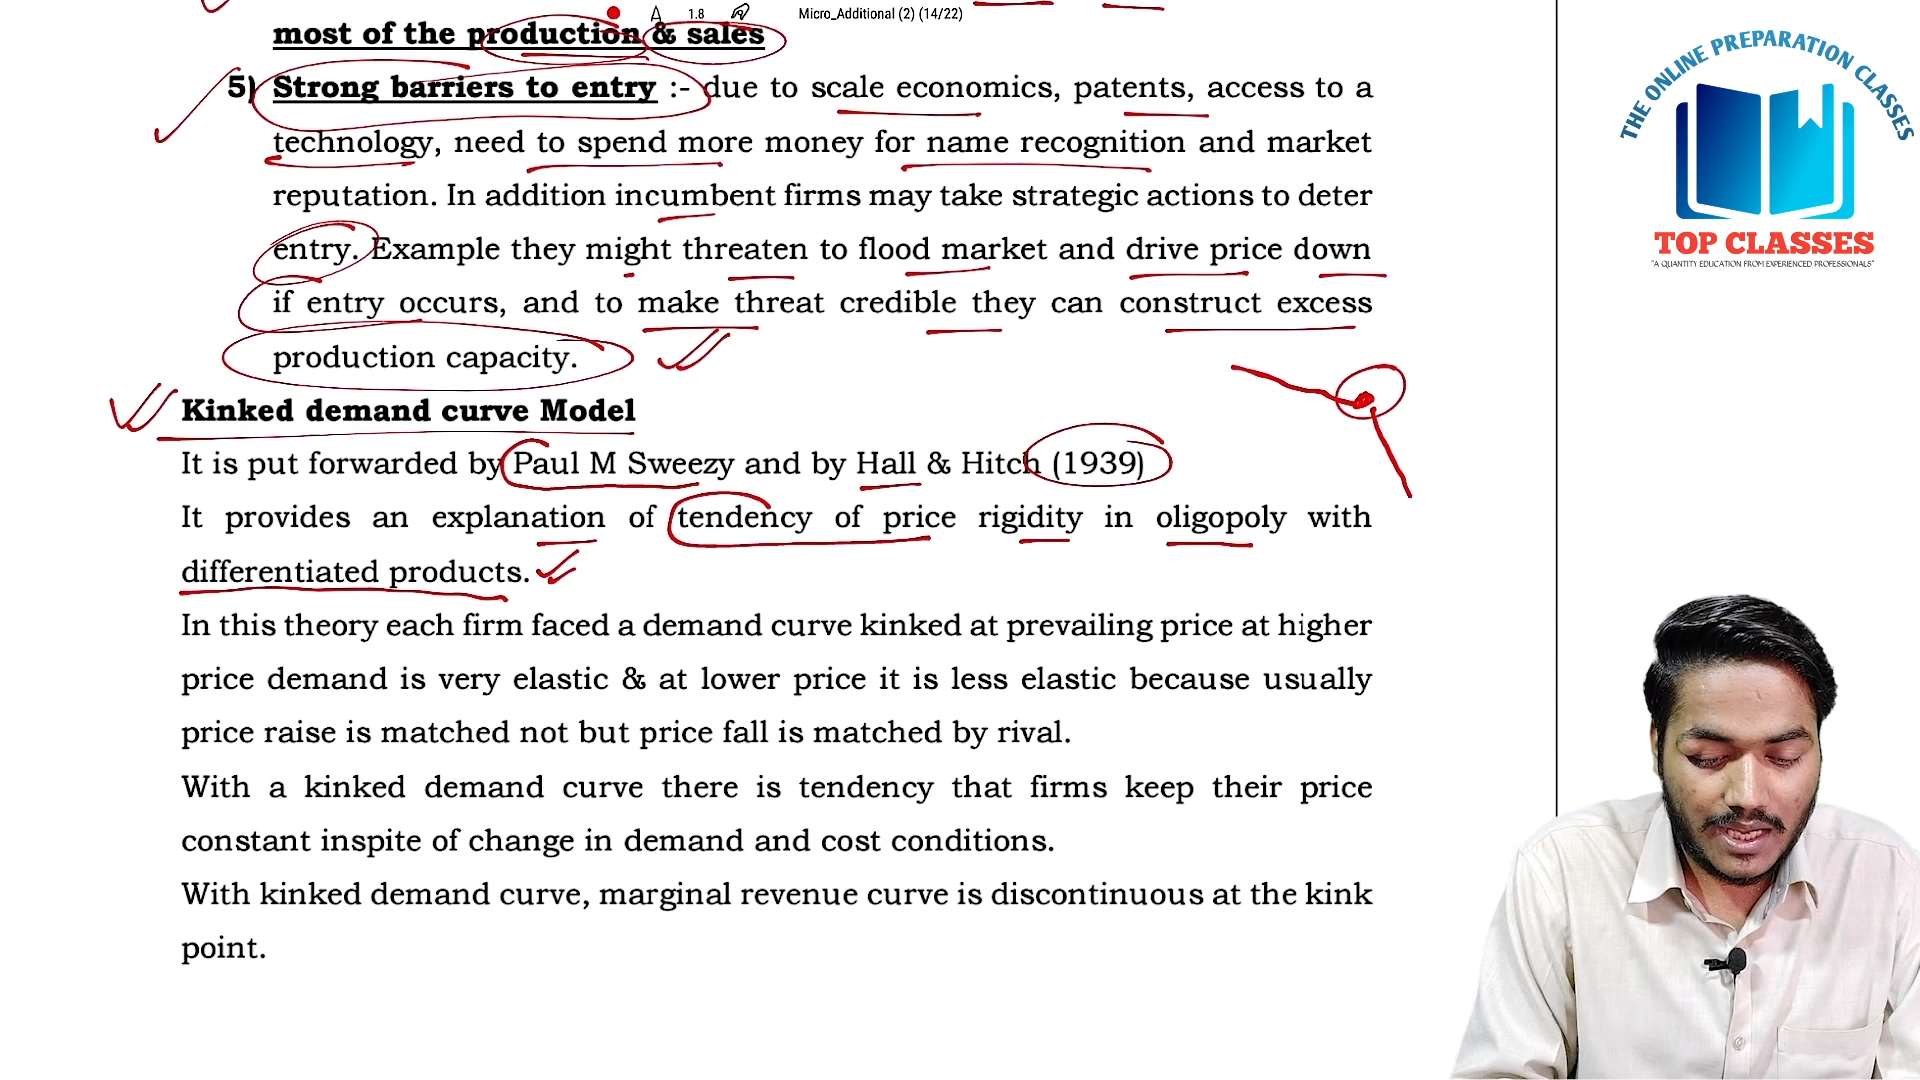 Micro_Additional (2) (14/22)
1.8
most of the production & sales
5) Strong barriers to entry :- due to scale economics, patents, access to a
technology, need to spend more money for name recognition and market
reputation. In addition incumbent firms may take strategic actions to deter
entry. Example they might threaten to flood market and drive price down
if entry occurs, and to make threat credible they can construct excess
production capacity.
Kinked demand curve Model
It is put forwarded by Paul M Sweezy and by Hall & Hitch (1939)
It provides an explanation of tendency of price rigidity in oligopoly with
differentiated products.
In this theory each firm faced a demand curve kinked at prevailing price at higher
price demand is very elastic & at lower price it is less elastic because usually
price raise is matched not but price fall is matched by rival.
With a kinked demand curve there is tendency that firms keep their price
constant inspite of change in demand and cost conditions.
With kinked demand curve, marginal revenue curve is discontinuous at the kink
point.
THE ONLINE PREPARATION CLASSES
TOP CLASSES
"A QUANTITY EDUCATION FROM EXPERIENCED PROFESSIONALS"